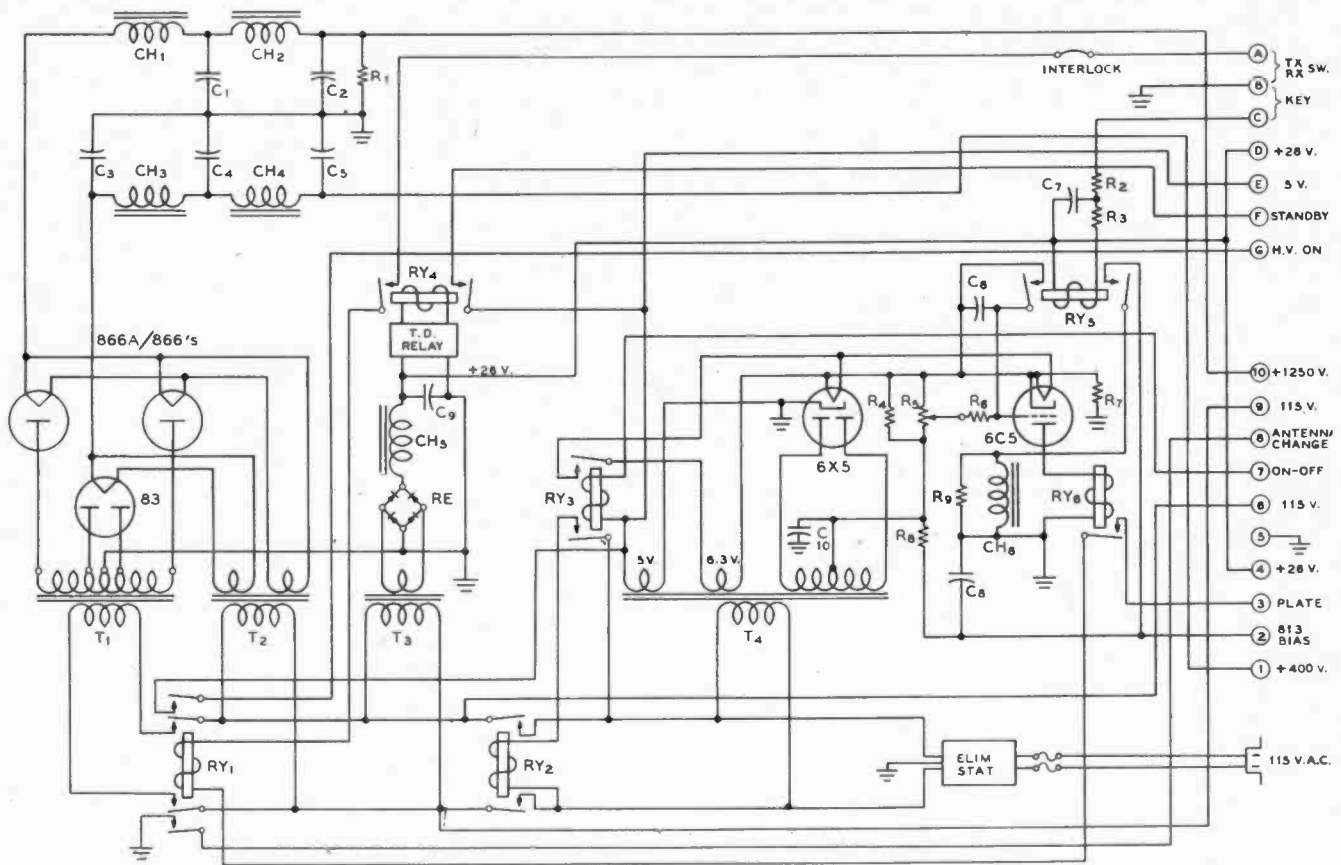 CH1
CH2
C1
C2
R1
C3
CH3
C4
CH4
C5
INTERLOCK
A
TX
RX SW.
B
KEY
C
D +28 V.
E 5 V.
F STANDBY
G H.V. ON
R2
C7
R3
RY4
T.D.
RELAY
+28 V.
C9
CH5
RE
866A/866's
83
C8
RY5
R4
R5
R6
R7
6C5
6X5
RY3
R9
CH6
RY6
C
10
R8
C8
5V.
6.3V.
T1
T2
T3
T4
10 +1250 V.
9 115 V.
8 ANTENNA
CHANGE
7 ON-OFF
6 115 V.
5
4 +28 V.
3 PLATE
2 813
BIAS
1 +400 V.
RY1
RY2
ELIM
STAT
115 V.A.C.